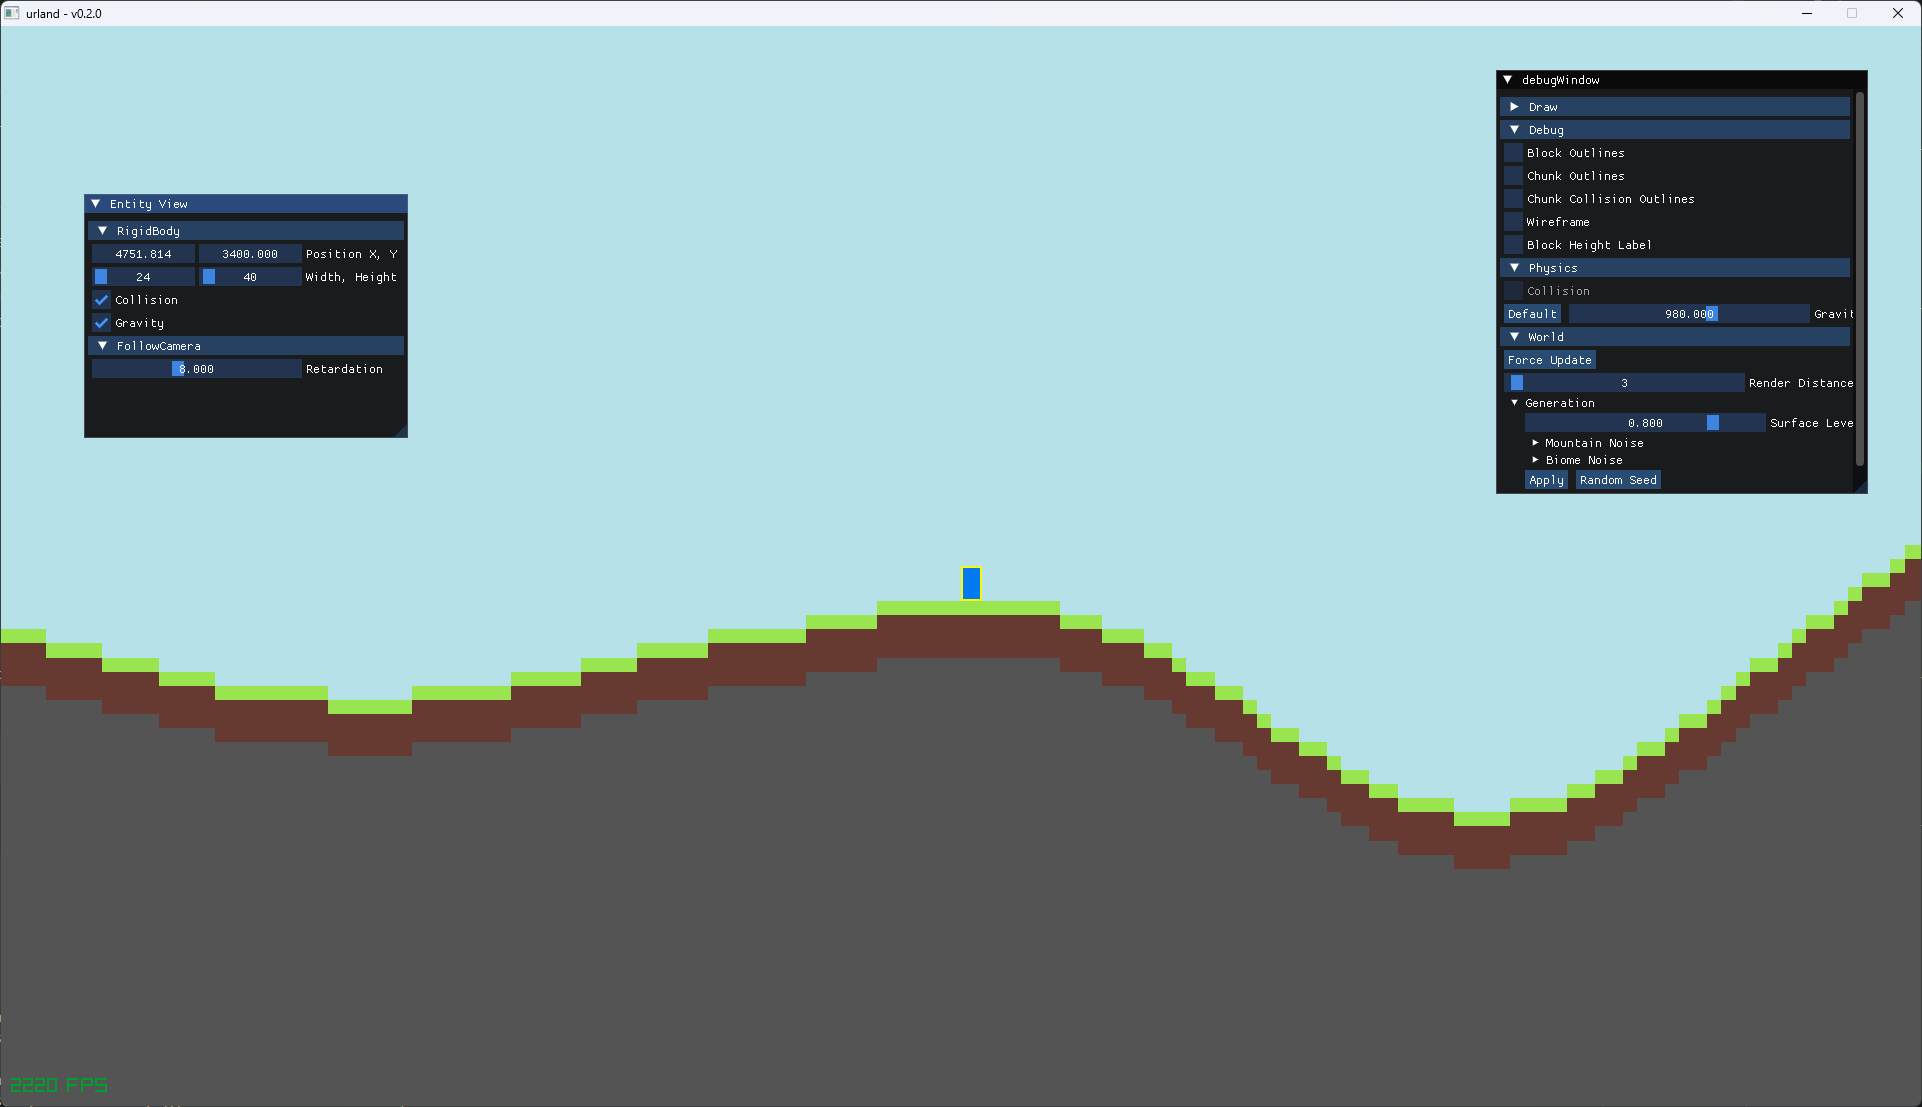 urland - v0.2.0
debugWindow
Draw
Debug
Block Outlines
Chunk Outlines
Chunk Collision Outlines
Wireframe
Block Height Label
Physics
Collision
Default 980.000 Gravit
World
Force Update
3 Render Distance
Generation
0.800 Surface Leve
Mountain Noise
Biome Noise
Apply Random Seed
Entity View
RigidBody
4751.814 3400.000 Position X, Y
24 40 Width, Height
Collision
Gravity
FollowCamera
8.000 Retardation
2220 FPS